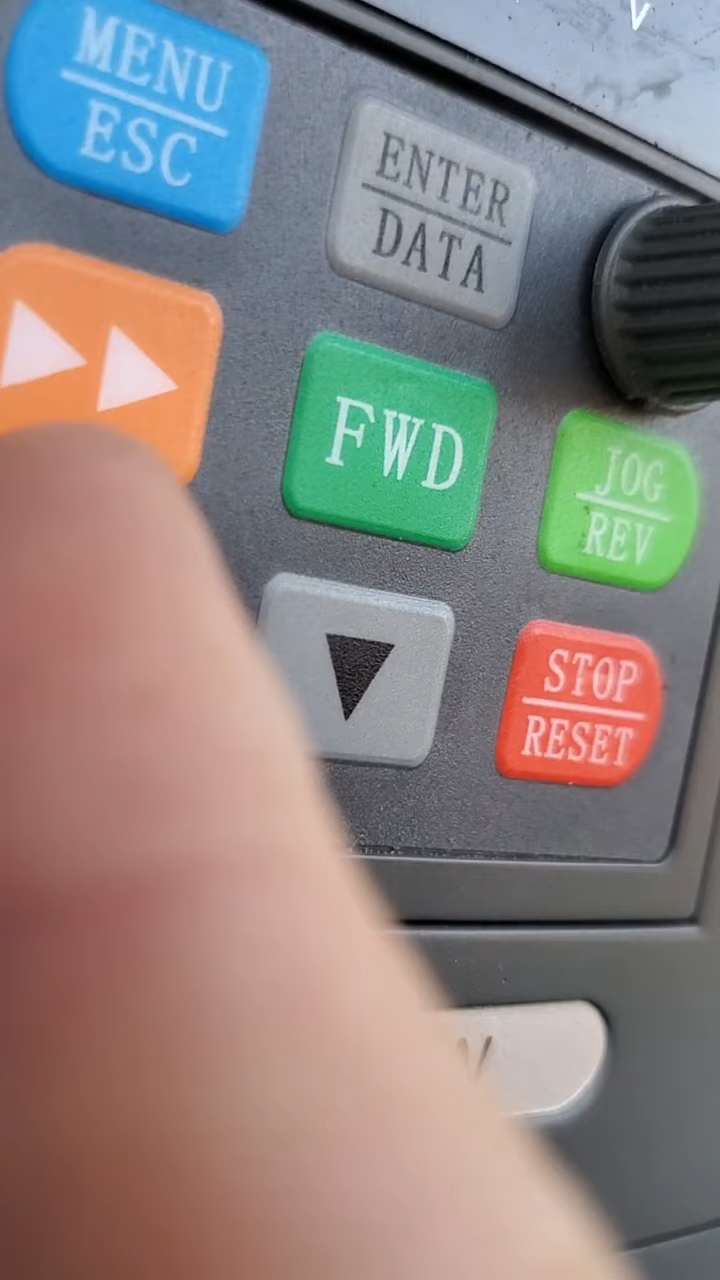 V
MENU
ESC
ENTER
DATA
FWD
JOG
REV
STOP
RESET